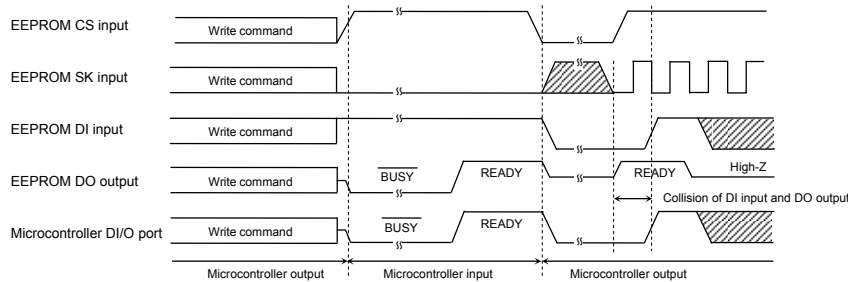 EEPROM CS input
Write command
EEPROM SK input
Write command
EEPROM DI input
Write command
EEPROM DO output
Write command
BUSY
READY
READY
High-Z
Collision of DI input and DO output
Microcontroller DI/O port
Write command
BUSY
READY
Microcontroller output
Microcontroller input
Microcontroller output